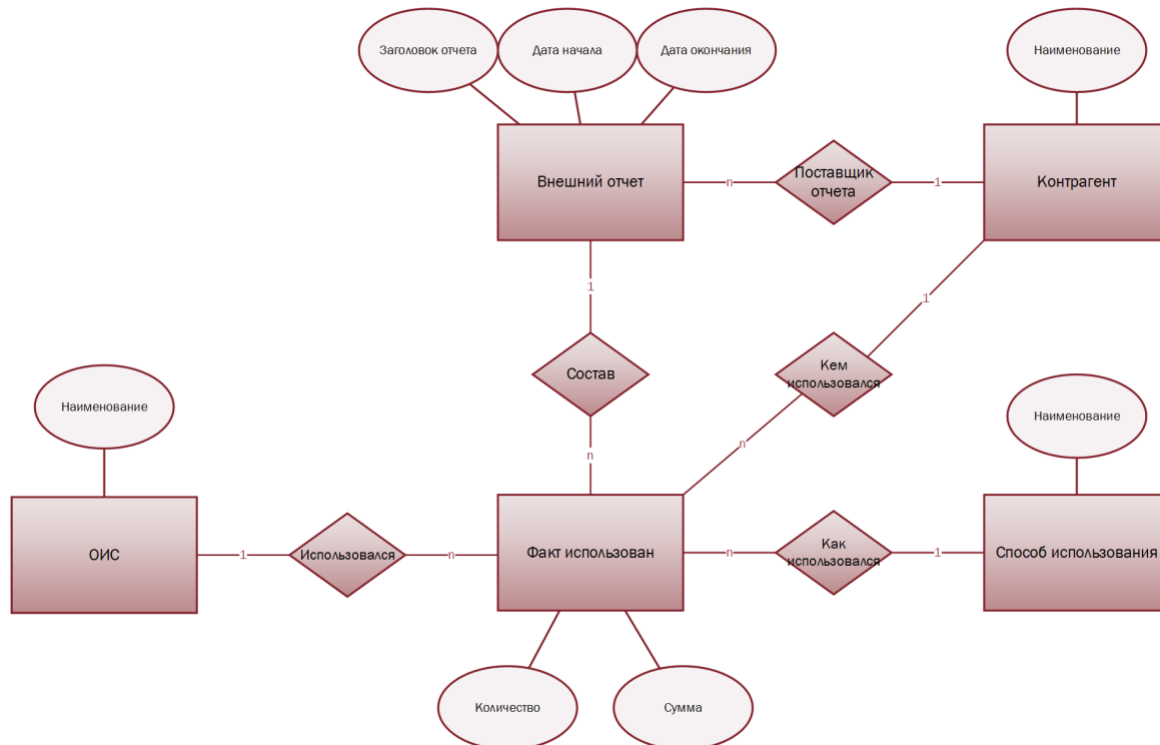 Заголовок отчета
Дата начала
Дата окончания
Наименование
Внешний отчет
n
Поставщик
отчета
1
Контрагент
1
1
Состав
Кем
использовался
Наименование
Наименование
n
n
ОИС
1
Использовался
n
Факт использован
n
Как
использовался
1
Способ использования
Количество
Сумма